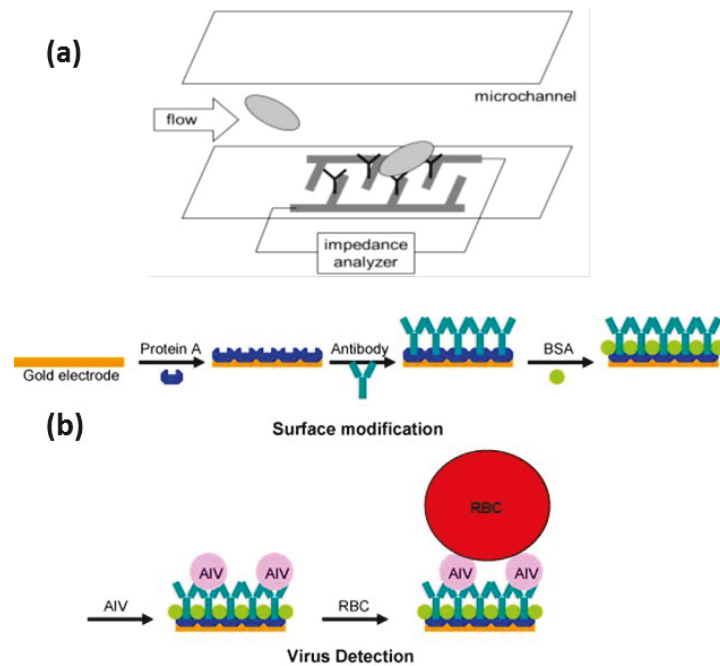 (a)
microchannel
flow
impedance
analyzer
Protein A
Antibody
BSA
Gold electrode
Surface modification
(b)
RBC
AIV
AIV
AIV
AIV
AIV
RBC
Virus Detection